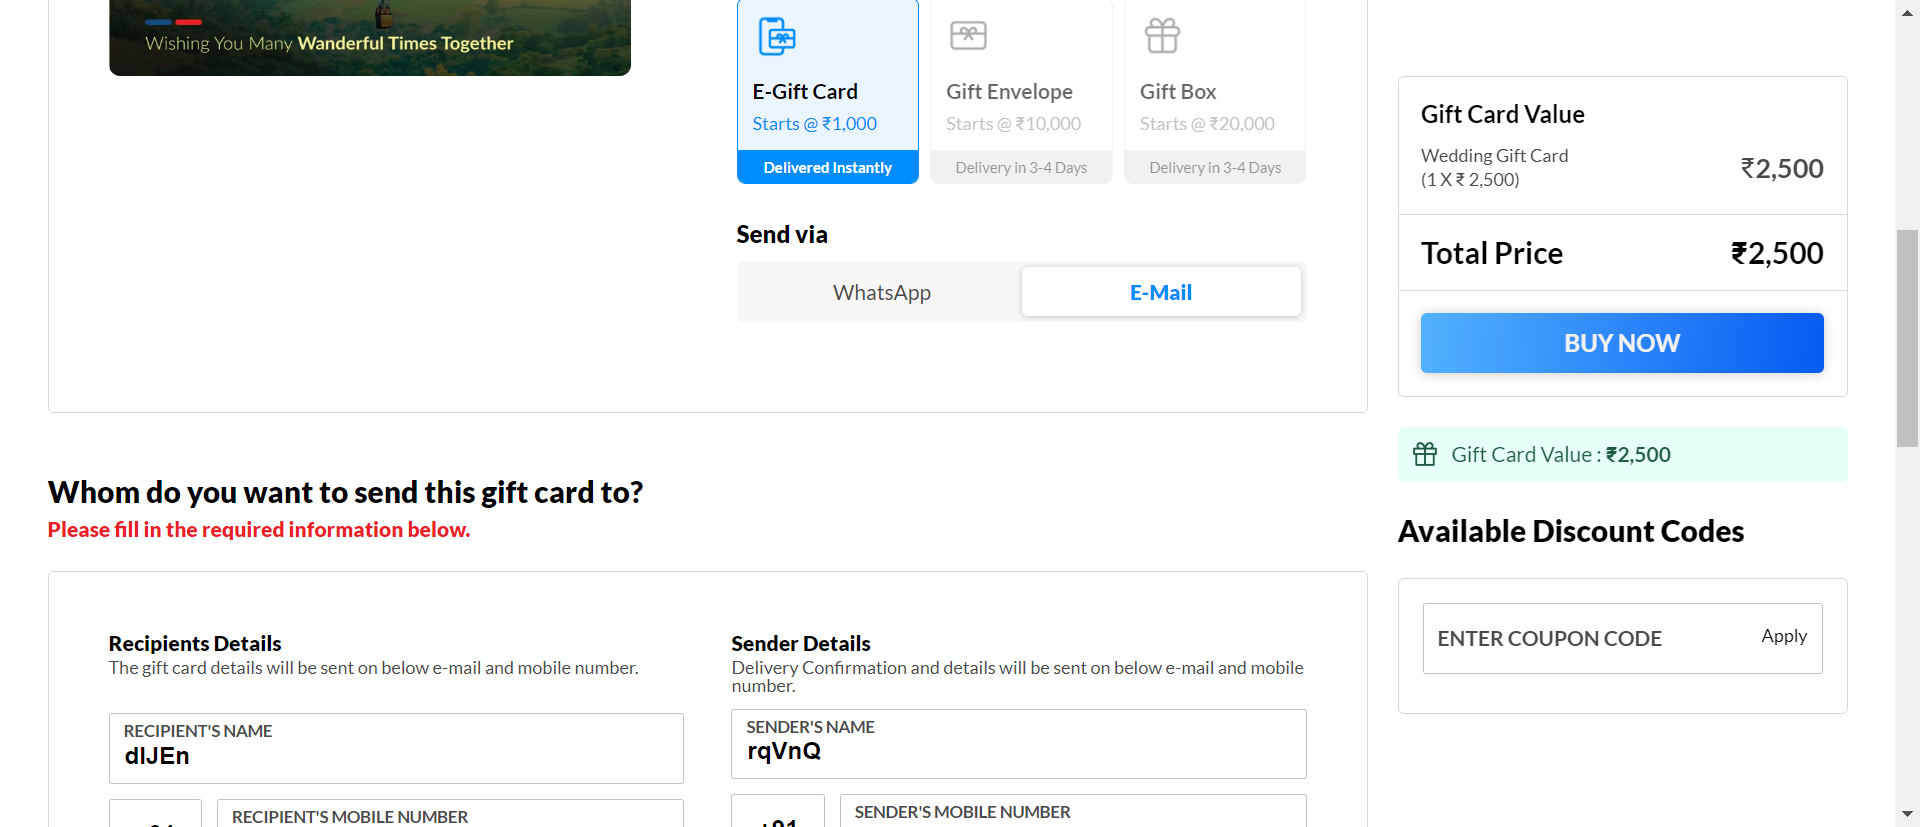 Wishing You Many Wanderful Times Together
E-Gift Card
Starts @ ₹1,000
Delivered Instantly
Gift Envelope
Starts @ ₹10,000
Delivery in 3-4 Days
Gift Box
Starts @ ₹20,000
Delivery in 3-4 Days
Send via
WhatsApp
E-Mail
Gift Card Value
Wedding Gift Card
(1 X ₹ 2,500)
₹2,500
Total Price
₹2,500
BUY NOW
Gift Card Value : ₹2,500
Available Discount Codes
ENTER COUPON CODE
Apply
Whom do you want to send this gift card to?
Please fill in the required information below.
Recipients Details
The gift card details will be sent on below e-mail and mobile number.
RECIPIENT'S NAME
dIJEn
RECIPIENT'S MOBILE NUMBER
Sender Details
Delivery Confirmation and details will be sent on below e-mail and mobile
number.
SENDER'S NAME
rqVnQ
+91
SENDER'S MOBILE NUMBER